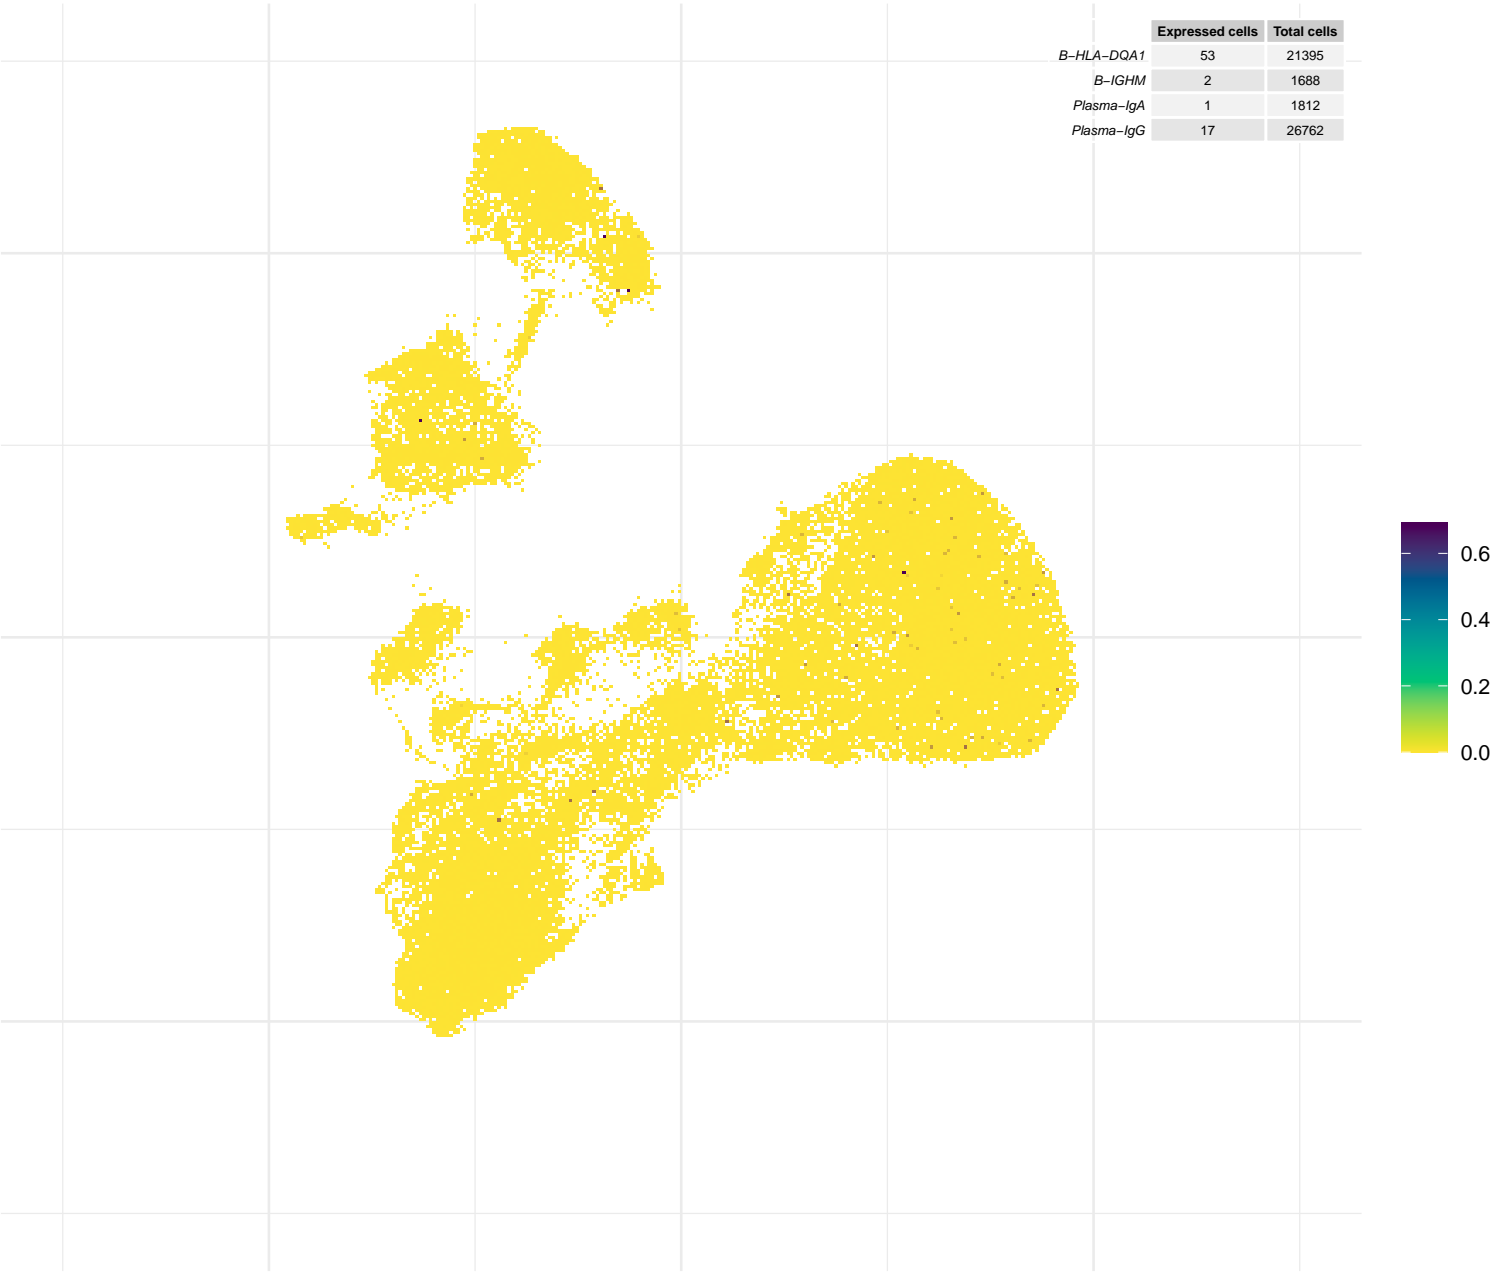 Expressed cells Total cells
B−HLA−DQA1 53 21395
B−IGHM 2 1688
Plasma−IgA 1 1812
Plasma−IgG 17 26762
0.6
0.4
0.2
0.0